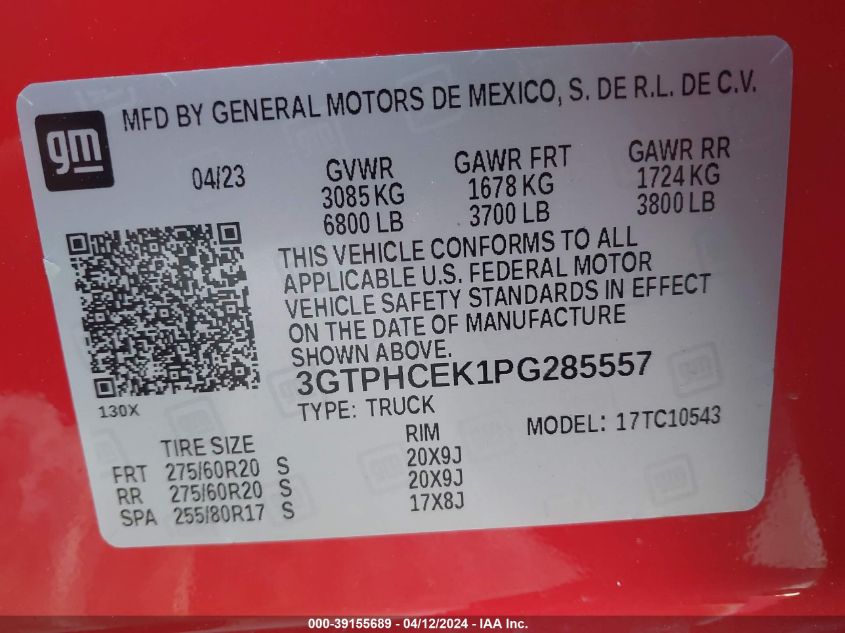 gm
MFD BY GENERAL MOTORS DE MEXICO, S. DE R.L. DE C.V.
04/23 GVWR GAWR FRT GAWR RR
3085 KG 1678 KG 1724 KG
6800 LB 3700 LB 3800 LB
THIS VEHICLE CONFORMS TO ALL
APPLICABLE U.S. FEDERAL MOTOR
VEHICLE SAFETY STANDARDS IN EFFECT
ON THE DATE OF MANUFACTURE
SHOWN ABOVE.
3GTPHCEK1PG285557
130X
TYPE: TRUCK MODEL: 17TC10543
TIRE SIZE RIM
FRT 275/60R20 S 20X9J
RR 275/60R20 S 20X9J
SPA 255/80R17 S 17X8J
000-39155689 - 04/12/2024 - IAA Inc.